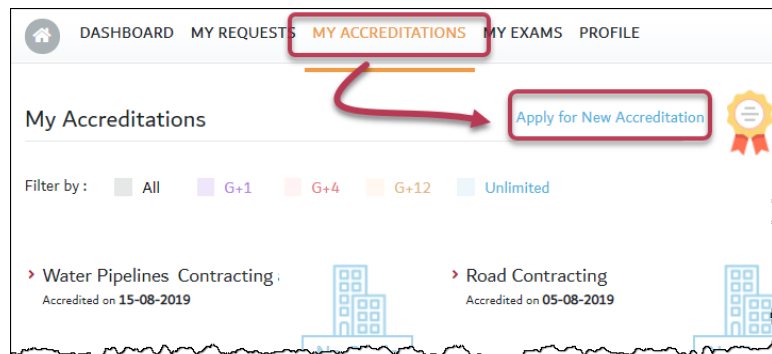 DASHBOARD MY REQUESTS MY ACCREDITATIONS MY EXAMS PROFILE
My Accreditations
Apply for New Accreditation
Filter by : All G+1 G+4 G+12 Unlimited
Water Pipelines Contracting
Accredited on 15-08-2019
Road Contracting
Accredited on 05-08-2019